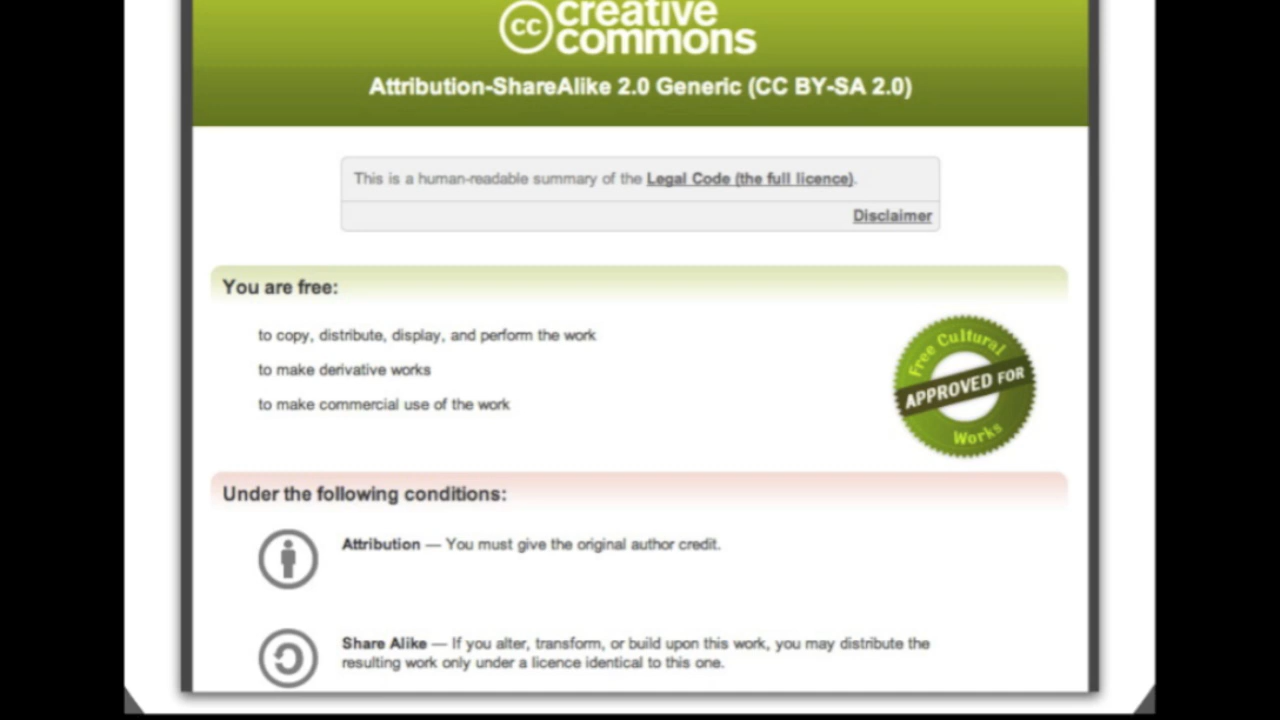 creative
cc commons
Attribution-ShareAlike 2.0 Generic (CC BY-SA 2.0)
This is a human-readable summary of the Legal Code (the full licence).
Disclaimer
You are free:
to copy, distribute, display, and perform the work
to make derivative works
to make commercial use of the work
Free Cultural
APPROVED FOR
Works
Under the following conditions:
Attribution — You must give the original author credit.
Share Alike — If you alter, transform, or build upon this work, you may distribute the
resulting work only under a licence identical to this one.